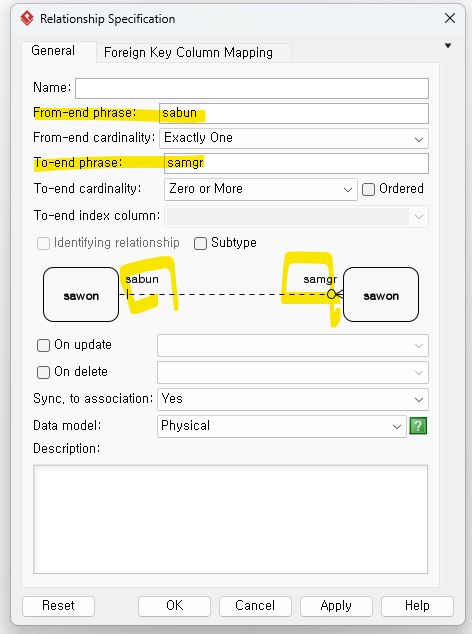 Relationship Specification
General
Foreign Key Column Mapping
Name:
From-end phrase: sabun
From-end cardinality: Exactly One
To-end phrase: samgr
To-end cardinality: Zero or More Ordered
To-end index column:
Identifying relationship Subtype
sabun samgr
sawon sawon
On update
On delete
Sync. to association: Yes
Data model: Physical ?
Description:
Reset OK Cancel Apply Help